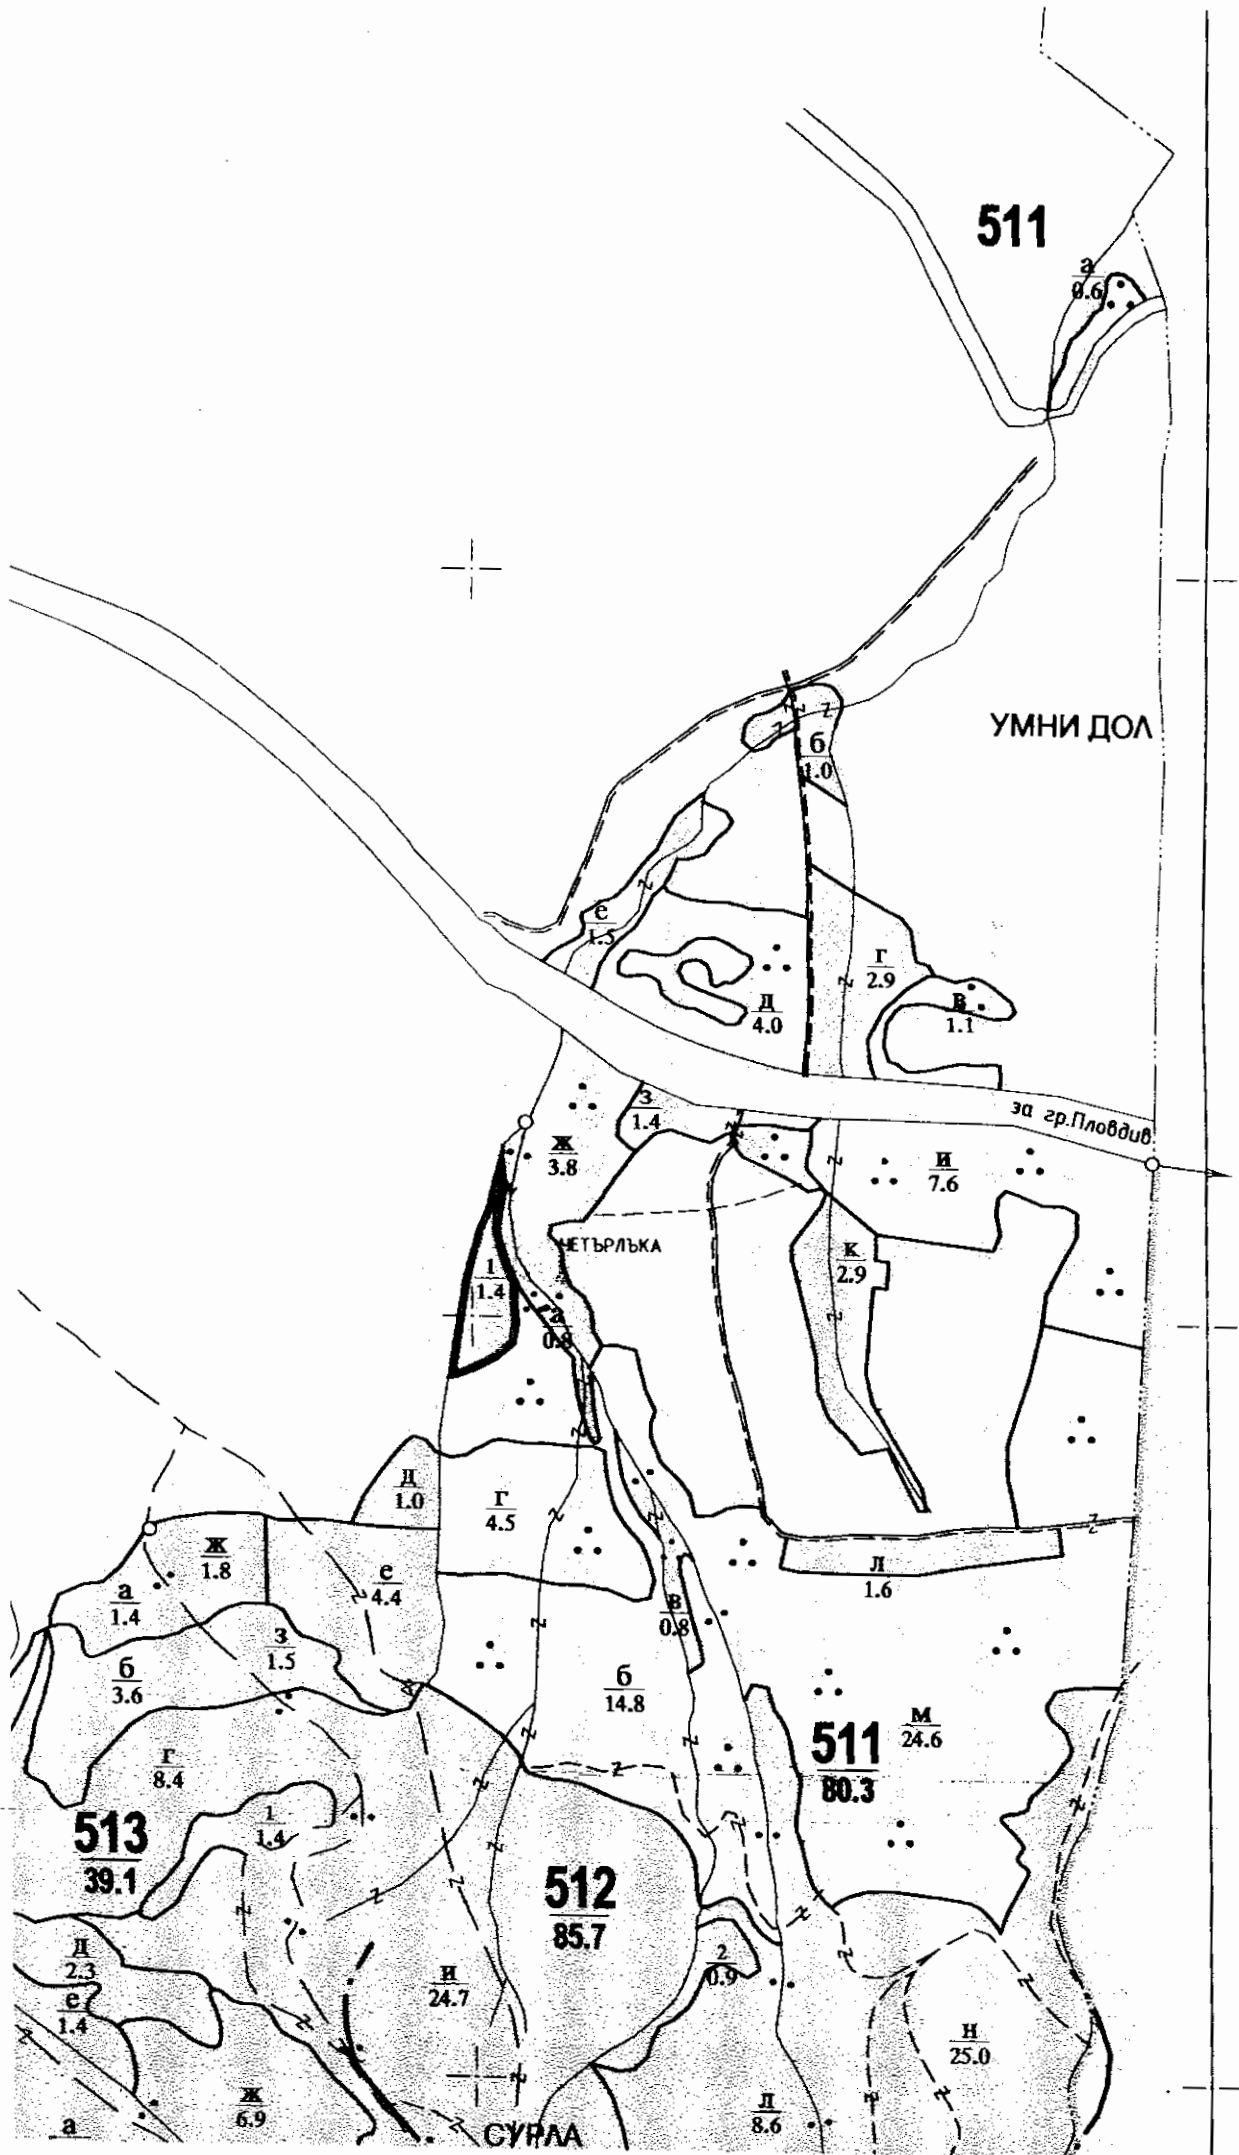 511
а
0.6
УМНИ ДОЛ
б
1.0
е
1.5
г
2.9
д
4.0
в
1.1
за гр.Пловдив
з
1.4
ж
3.8
и
7.6
ЧЕТЪРЛЪКА
к
2.9
1
1.4
а
0.8
д
1.0
г
4.5
ж
1.8
е
4.4
л
1.6
а
1.4
в
0.8
з
1.5
б
3.6
б
14.8
м
24.6
511
80.3
г
8.4
1
1.4
513
39.1
512
85.7
д
2.3
2
0.9
и
24.7
е
1.4
н
25.0
ж
6.9
л
8.6
а
СУРЛА